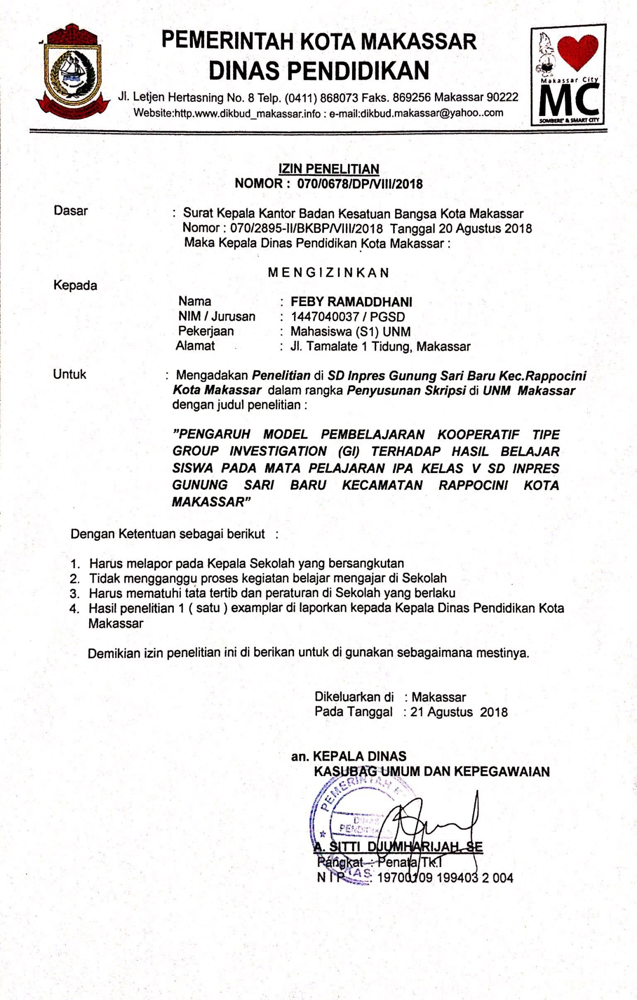 PEMERINTAH KOTA MAKASSAR
DINAS PENDIDIKAN
Jl. Letjen Hertasning No. 8 Telp. (0411) 868073 Faks. 869256 Makassar 90222
Website:http.www.dikbud_makassar.info : e-mail:dikbud.makassar@yahoo..com
Makassar City
MC
SOMBERE' & SMART CITY
IZIN PENELITIAN
NOMOR : 070/0678/DP/VIII/2018
Dasar : Surat Kepala Kantor Badan Kesatuan Bangsa Kota Makassar
Nomor : 070/2895-II/BKBP/VIII/2018 Tanggal 20 Agustus 2018
Maka Kepala Dinas Pendidikan Kota Makassar :
M E N G I Z I N K A N
Kepada
Nama : FEBY RAMADDHANI
NIM / Jurusan : 1447040037 / PGSD
Pekerjaan : Mahasiswa (S1) UNM
Alamat : Jl. Tamalate 1 Tidung, Makassar
Untuk : Mengadakan Penelitian di SD Inpres Gunung Sari Baru Kec.Rappocini
Kota Makassar dalam rangka Penyusunan Skripsi di UNM Makassar
dengan judul penelitian :
"PENGARUH MODEL PEMBELAJARAN KOOPERATIF TIPE
GROUP INVESTIGATION (GI) TERHADAP HASIL BELAJAR
SISWA PADA MATA PELAJARAN IPA KELAS V SD INPRES
GUNUNG SARI BARU KECAMATAN RAPPOCINI KOTA
MAKASSAR"
Dengan Ketentuan sebagai berikut :
1. Harus melapor pada Kepala Sekolah yang bersangkutan
2. Tidak mengganggu proses kegiatan belajar mengajar di Sekolah
3. Harus mematuhi tata tertib dan peraturan di Sekolah yang berlaku
4. Hasil penelitian 1 ( satu ) examplar di laporkan kepada Kepala Dinas Pendidikan Kota
Makassar
Demikian izin penelitian ini di berikan untuk di gunakan sebagaimana mestinya.
Dikeluarkan di : Makassar
Pada Tanggal : 21 Agustus 2018
an. KEPALA DINAS
KASUBAG UMUM DAN KEPEGAWAIAN
PEMERINTAH K
DINAS
PENDIDIKAN
A. SITTI DJUMHARIJAH, SE
Pangkat : Penata Tk.I
N I P : 19700109 199403 2 004